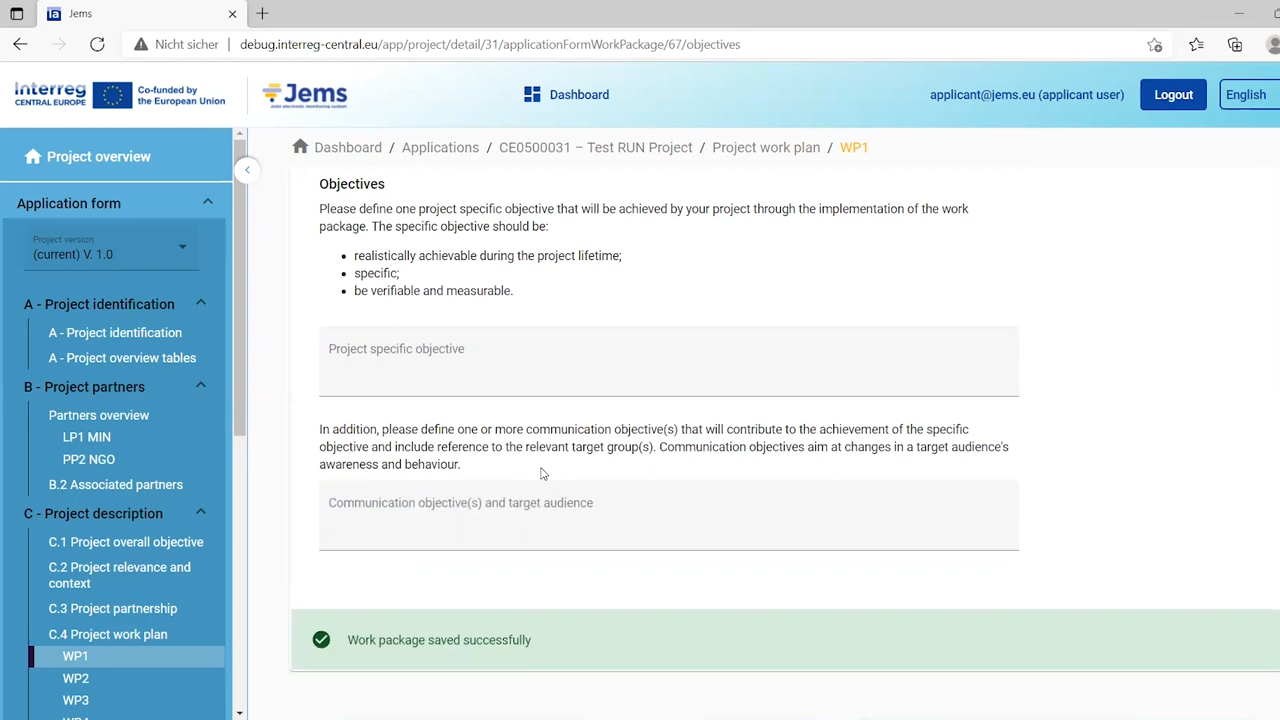 Jems
Nicht sicher
debug.interreg-central.eu/app/project/detail/31/applicationFormWorkPackage/67/objectives
Interreg
CENTRAL EUROPE
Co-funded by
the European Union
Jems
Joint electronic monitoring system
Dashboard
applicant@jems.eu (applicant user)
Logout
English
Project overview
Application form
Project version
(current) V. 1.0
A - Project identification
A - Project identification
A - Project overview tables
B - Project partners
Partners overview
LP1 MIN
PP2 NGO
B.2 Associated partners
C - Project description
C.1 Project overall objective
C.2 Project relevance and
context
C.3 Project partnership
C.4 Project work plan
WP1
WP2
WP3
Dashboard / Applications / CE0500031 – Test RUN Project / Project work plan / WP1
Objectives
Please define one project specific objective that will be achieved by your project through the implementation of the work
package. The specific objective should be:
• realistically achievable during the project lifetime;
• specific;
• be verifiable and measurable.
Project specific objective
In addition, please define one or more communication objective(s) that will contribute to the achievement of the specific
objective and include reference to the relevant target group(s). Communication objectives aim at changes in a target audience's
awareness and behaviour.
Communication objective(s) and target audience
Work package saved successfully